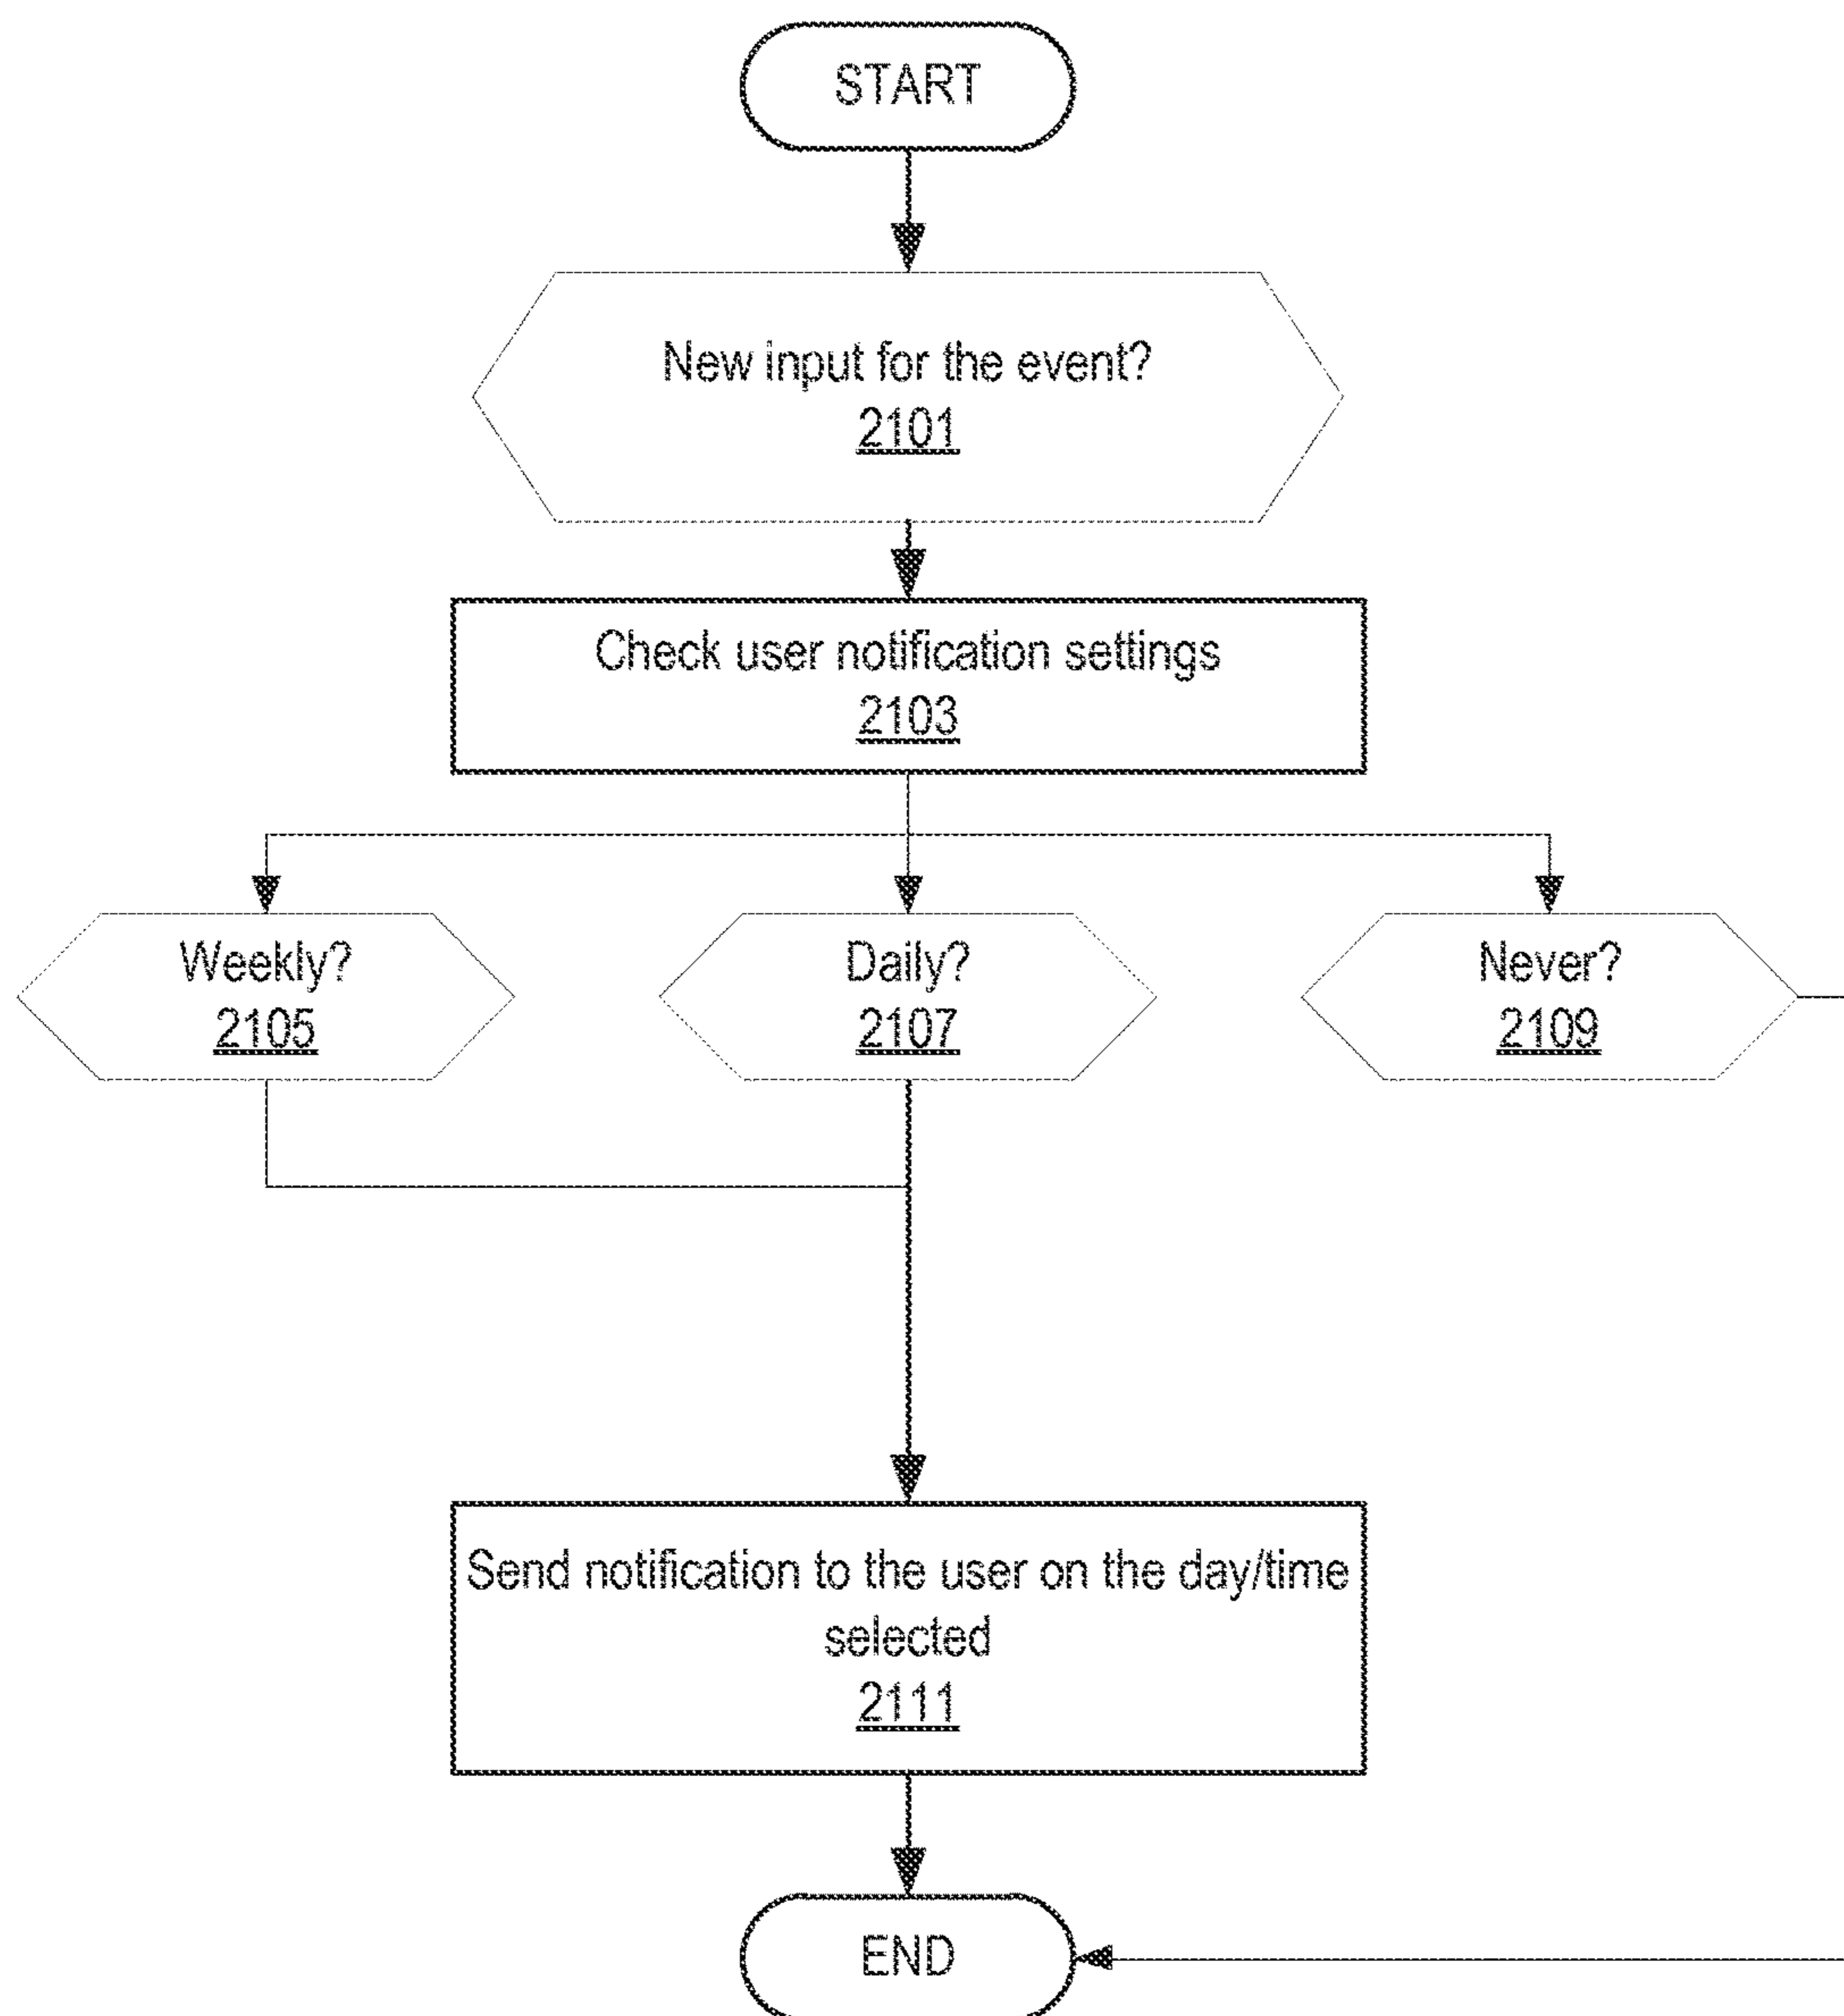 START
New input for the event?
2101
Check user notification settings
2103
Weekly?
2105
Daily?
2107
Never?
2109
Send notification to the user on the day/time
selected
2111
END